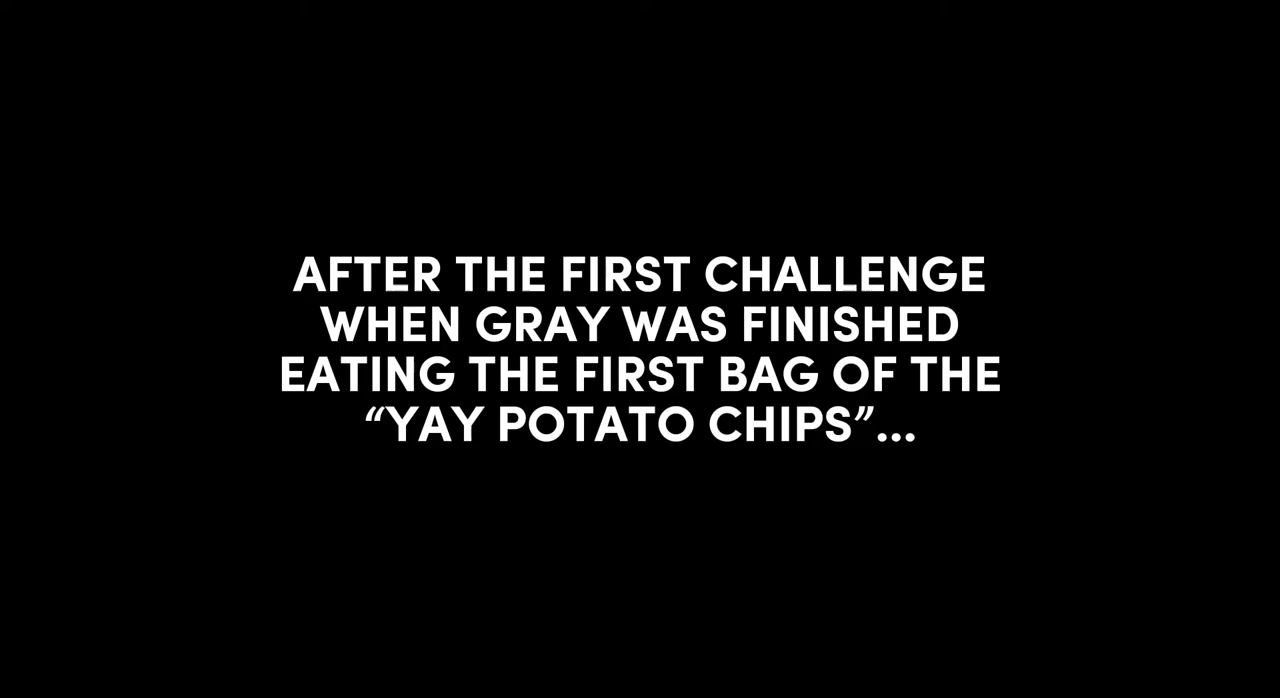 AFTER THE FIRST CHALLENGE
WHEN GRAY WAS FINISHED
EATING THE FIRST BAG OF THE
“YAY POTATO CHIPS”...